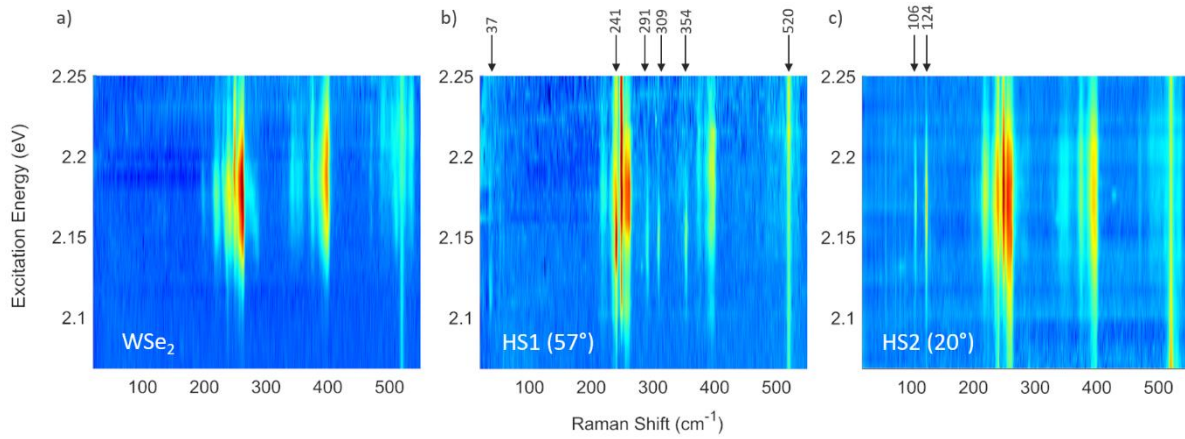 a)
b)
c)
37
241
291
309
354
520
106
124
2.25
2.2
2.15
2.1
2.25
2.2
2.15
2.1
2.25
2.2
2.15
2.1
Excitation Energy (eV)
WSe₂
HS1 (57°)
HS2 (20°)
100 200 300 400 500
100 200 300 400 500
100 200 300 400 500
Raman Shift (cm⁻¹)